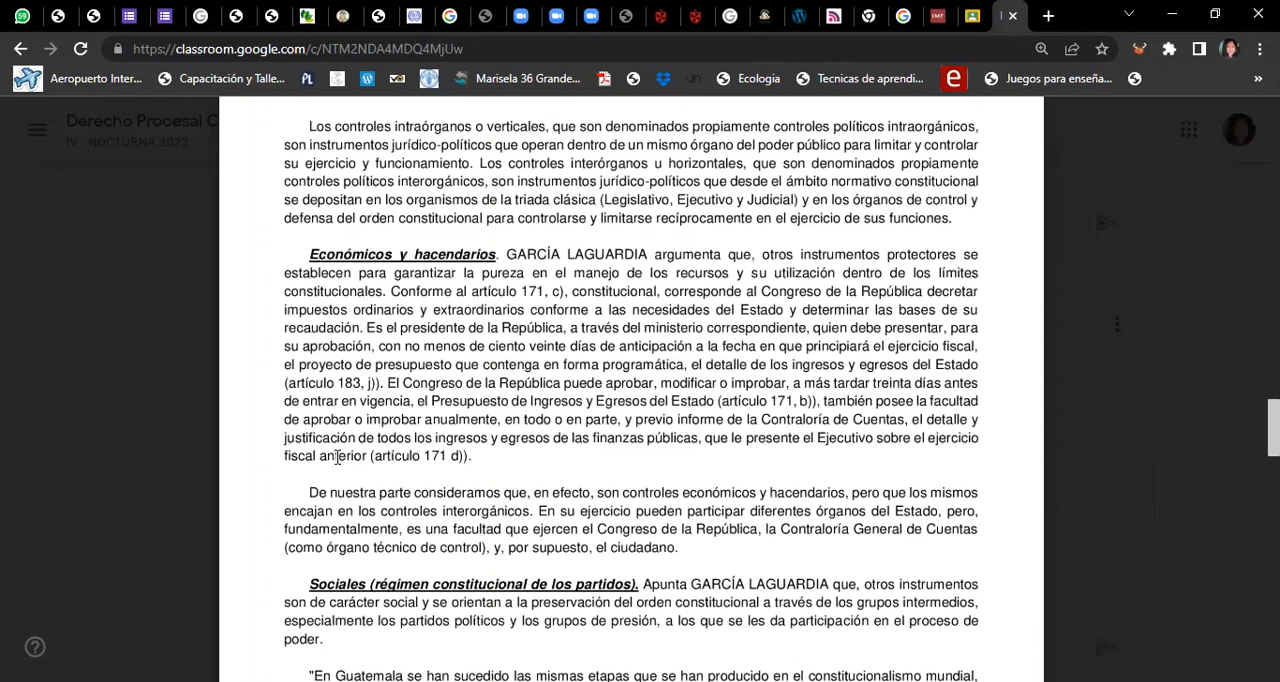 https://classroom.google.com/c/NTM2NDA4MDQ4MjUw
Aeropuerto Inter... Capacitación y Talle... PL Marisela 36 Grande... Ecologia Tecnicas de aprendi... e Juegos para enseña... »
Derecho Procesal C
IV - NOCTURNA 2022
Los controles intraórganos o verticales, que son denominados propiamente controles políticos intraorgánicos,
son instrumentos jurídico-políticos que operan dentro de un mismo órgano del poder público para limitar y controlar
su ejercicio y funcionamiento. Los controles interórganos u horizontales, que son denominados propiamente
controles políticos interorgánicos, son instrumentos jurídico-políticos que desde el ámbito normativo constitucional
se depositan en los organismos de la triada clásica (Legislativo, Ejecutivo y Judicial) y en los órganos de control y
defensa del orden constitucional para controlarse y limitarse recíprocamente en el ejercicio de sus funciones.
Económicos y hacendarios. GARCÍA LAGUARDIA argumenta que, otros instrumentos protectores se
establecen para garantizar la pureza en el manejo de los recursos y su utilización dentro de los límites
constitucionales. Conforme al artículo 171, c), constitucional, corresponde al Congreso de la República decretar
impuestos ordinarios y extraordinarios conforme a las necesidades del Estado y determinar las bases de su
recaudación. Es el presidente de la República, a través del ministerio correspondiente, quien debe presentar, para
su aprobación, con no menos de ciento veinte días de anticipación a la fecha en que principiará el ejercicio fiscal,
el proyecto de presupuesto que contenga en forma programática, el detalle de los ingresos y egresos del Estado
(artículo 183, j)). El Congreso de la República puede aprobar, modificar o improbar, a más tardar treinta días antes
de entrar en vigencia, el Presupuesto de Ingresos y Egresos del Estado (artículo 171, b)), también posee la facultad
de aprobar o improbar anualmente, en todo o en parte, y previo informe de la Contraloría de Cuentas, el detalle y
justificación de todos los ingresos y egresos de las finanzas públicas, que le presente el Ejecutivo sobre el ejercicio
fiscal anterior (artículo 171 d)).
De nuestra parte consideramos que, en efecto, son controles económicos y hacendarios, pero que los mismos
encajan en los controles interorgánicos. En su ejercicio pueden participar diferentes órganos del Estado, pero,
fundamentalmente, es una facultad que ejercen el Congreso de la República, la Contraloría General de Cuentas
(como órgano técnico de control), y, por supuesto, el ciudadano.
Sociales (régimen constitucional de los partidos). Apunta GARCÍA LAGUARDIA que, otros instrumentos
son de carácter social y se orientan a la preservación del orden constitucional a través de los grupos intermedios,
especialmente los partidos políticos y los grupos de presión, a los que se les da participación en el proceso de
poder.
"En Guatemala se han sucedido las mismas etapas que se han producido en el constitucionalismo mundial,